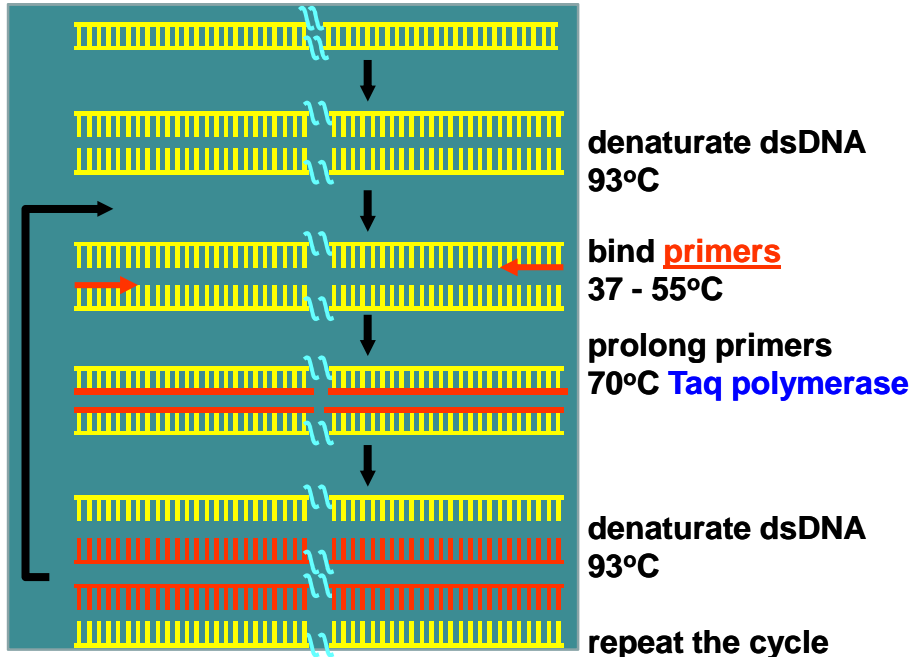 denaturate dsDNA
93°C
bind primers
37 - 55°C
prolong primers
70°C Taq polymerase
denaturate dsDNA
93°C
repeat the cycle